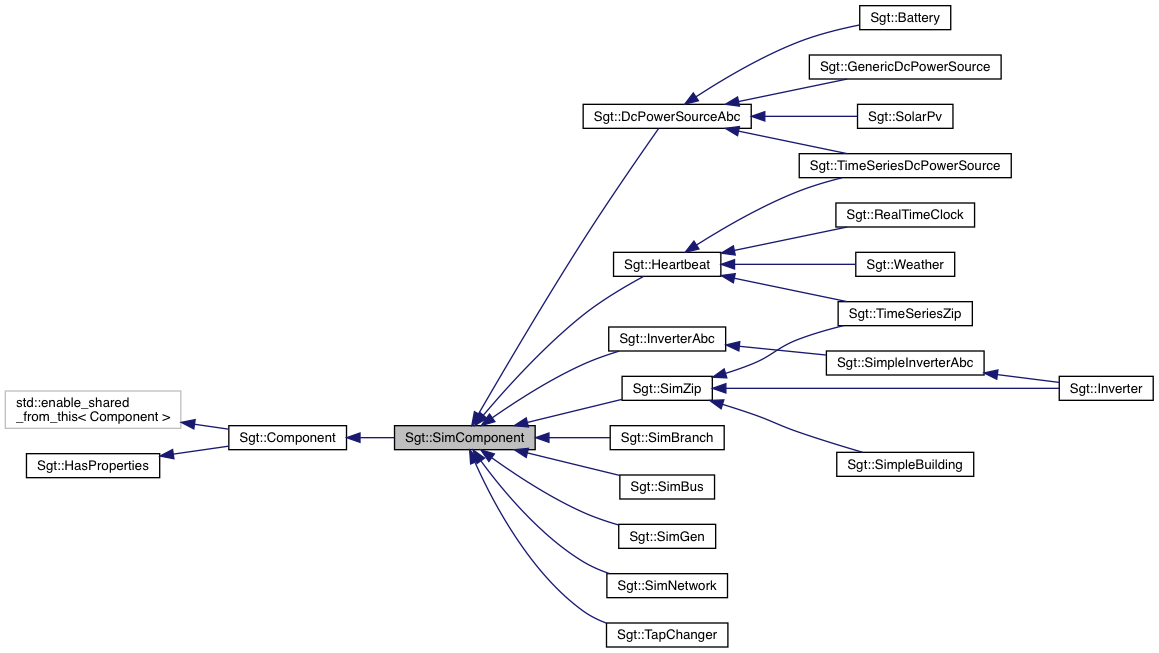 Sgt::Battery
Sgt::GenericDcPowerSource
Sgt::DcPowerSourceAbc
Sgt::SolarPv
Sgt::TimeSeriesDcPowerSource
Sgt::RealTimeClock
Sgt::Heartbeat
Sgt::Weather
Sgt::TimeSeriesZip
Sgt::InverterAbc
Sgt::SimpleInverterAbc
Sgt::SimZip
Sgt::Inverter
std::enable_shared
_from_this< Component >
Sgt::Component
Sgt::SimComponent
Sgt::SimBranch
Sgt::HasProperties
Sgt::SimpleBuilding
Sgt::SimBus
Sgt::SimGen
Sgt::SimNetwork
Sgt::TapChanger